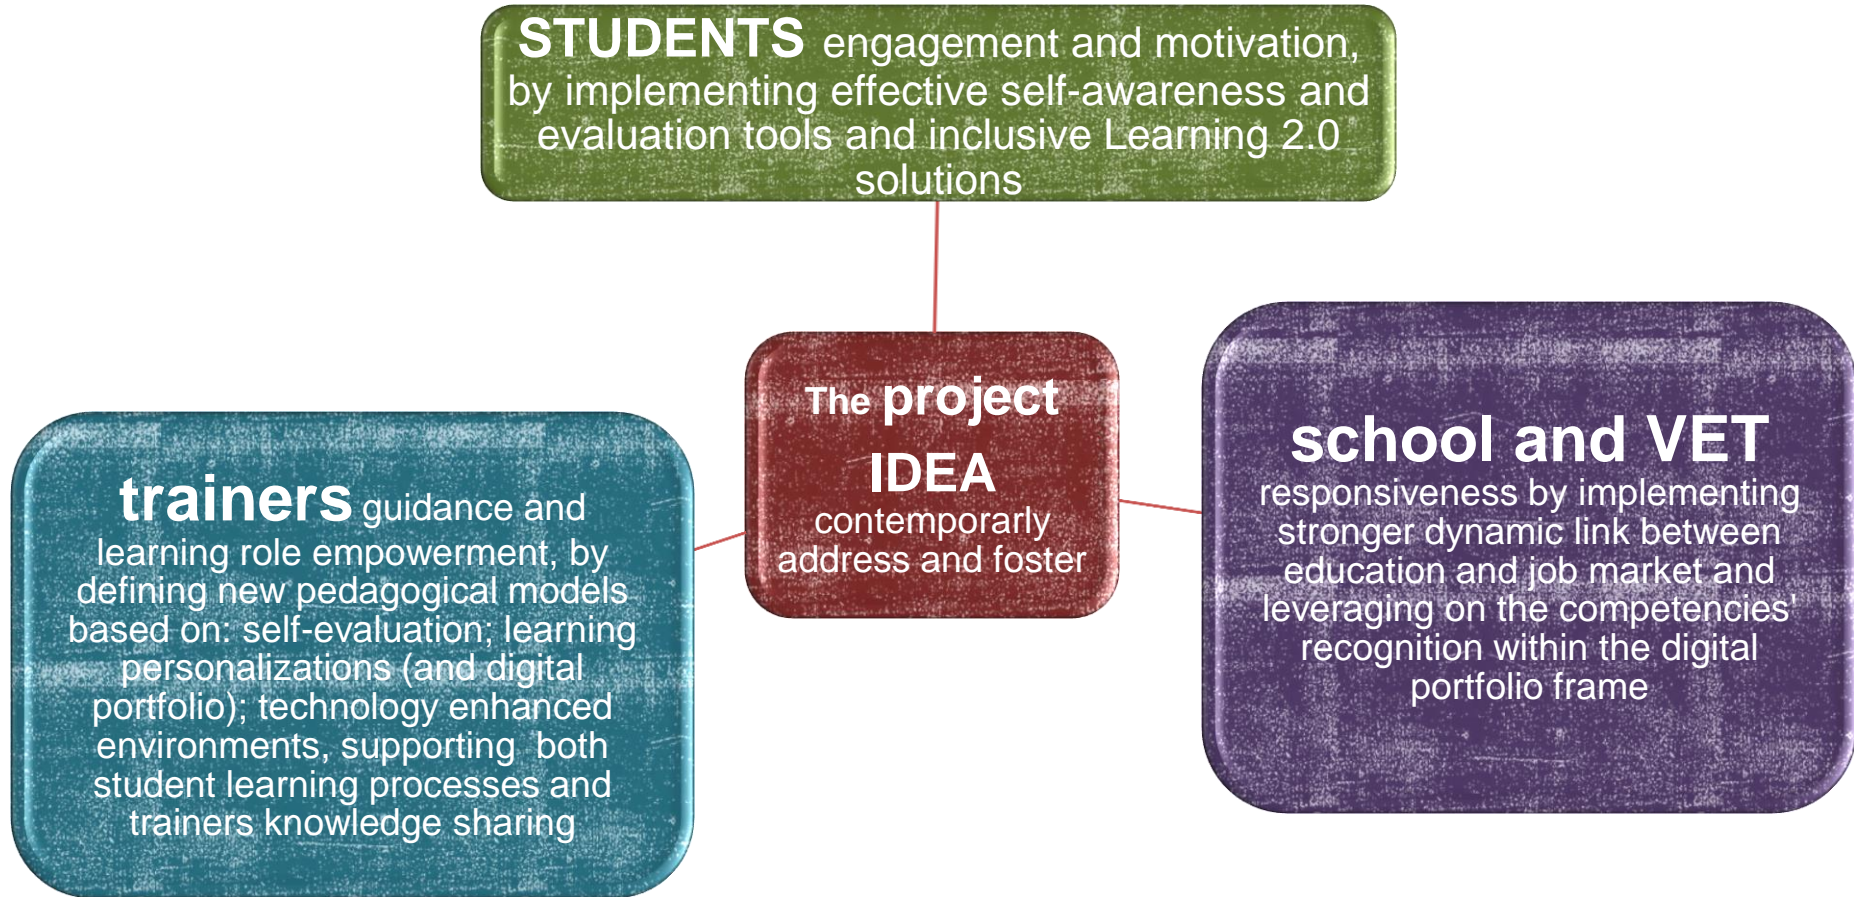 STUDENTS engagement and motivation,
by implementing effective self-awareness and
evaluation tools and inclusive Learning 2.0
solutions
The project
IDEA
contemporarly
address and foster
trainers guidance and
learning role empowerment, by
defining new pedagogical models
based on: self-evaluation; learning
personalizations (and digital
portfolio); technology enhanced
environments, supporting both
student learning processes and
trainers knowledge sharing
school and VET
responsiveness by implementing
stronger dynamic link between
education and job market and
leveraging on the competencies'
recognition within the digital
portfolio frame